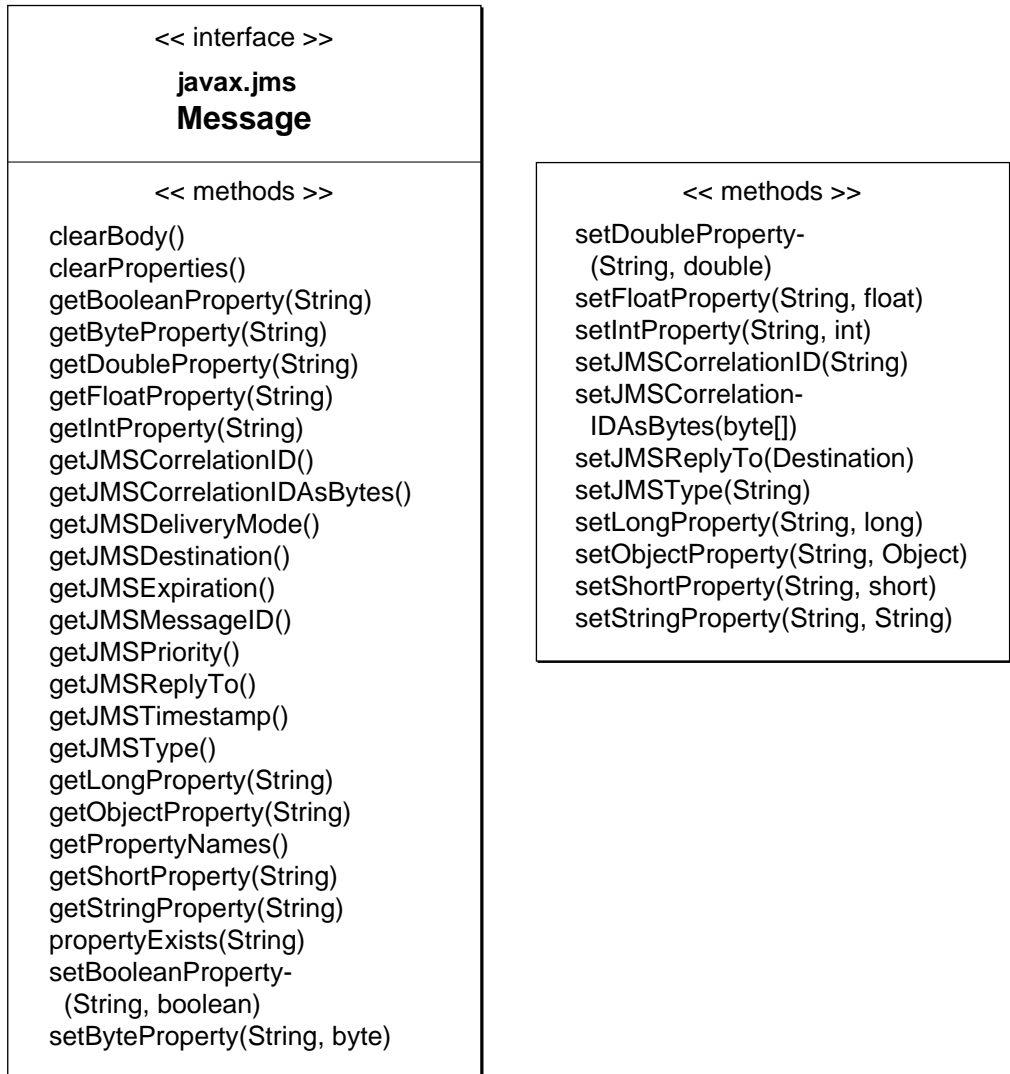 << interface >>
javax.jms
Message
<< methods >>
clearBody()
clearProperties()
getBooleanProperty(String)
getByteProperty(String)
getDoubleProperty(String)
getFloatProperty(String)
getIntProperty(String)
getJMSCorrelationID()
getJMSCorrelationIDAsBytes()
getJMSDeliveryMode()
getJMSDestination()
getJMSExpiration()
getJMSMessageID()
getJMSPriority()
getJMSReplyTo()
getJMSTimestamp()
getJMSType()
getLongProperty(String)
getObjectProperty(String)
getPropertyNames()
getShortProperty(String)
getStringProperty(String)
propertyExists(String)
setBooleanProperty-
(String, boolean)
setByteProperty(String, byte)
<< methods >>
setDoubleProperty-
(String, double)
setFloatProperty(String, float)
setIntProperty(String, int)
setJMSCorrelationID(String)
setJMSCorrelation-
IDAsBytes(byte[])
setJMSReplyTo(Destination)
setJMSType(String)
setLongProperty(String, long)
setObjectProperty(String, Object)
setShortProperty(String, short)
setStringProperty(String, String)